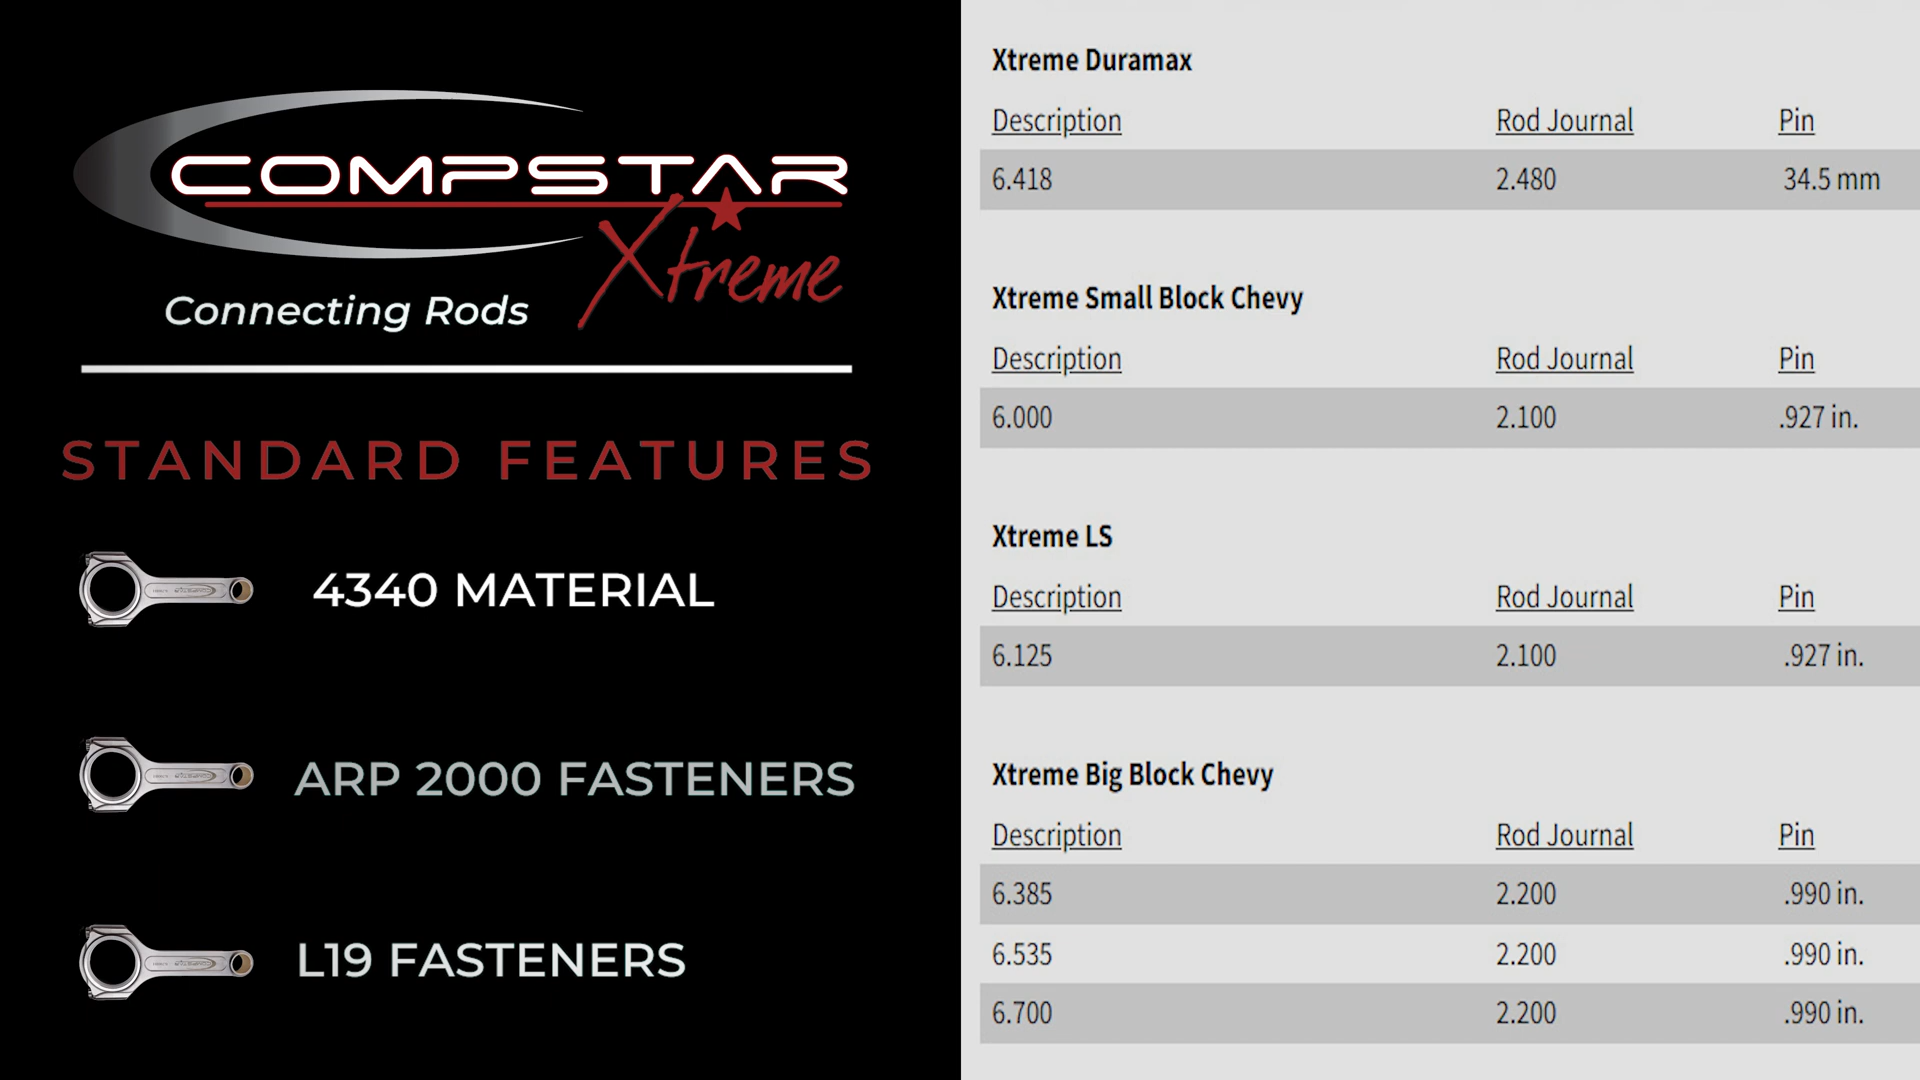 COMPSTAR
Xtreme
Connecting Rods
STANDARD FEATURES
4340 MATERIAL
ARP 2000 FASTENERS
L19 FASTENERS
Xtreme Duramax
Description Rod Journal Pin
6.418 2.480 34.5 mm
Xtreme Small Block Chevy
Description Rod Journal Pin
6.000 2.100 .927 in.
Xtreme LS
Description Rod Journal Pin
6.125 2.100 .927 in.
Xtreme Big Block Chevy
Description Rod Journal Pin
6.385 2.200 .990 in.
6.535 2.200 .990 in.
6.700 2.200 .990 in.